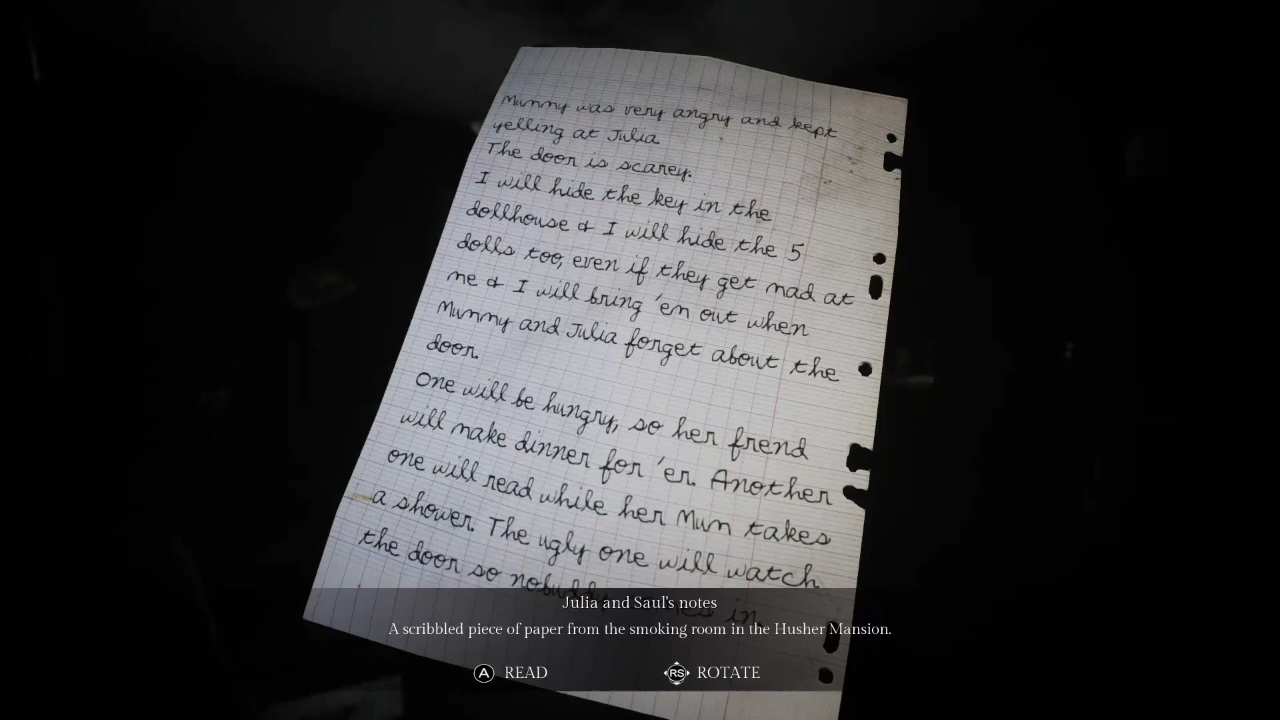 Mummy was very angry and kept
yelling at Julia
The door is scarey.
I will hide the key in the
dollhouse & I will hide the 5
dolls too, even if they get mad at
me & I will bring 'em out when
Mummy and Julia forget about the
door.
One will be hungry, so her frend
will make dinner for 'er. Another
one will read while her Mum takes
a shower. The ugly one will watch
the door so in.
Julia and Saul's notes
A scribbled piece of paper from the smoking room in the Husher Mansion.
A READ RS ROTATE